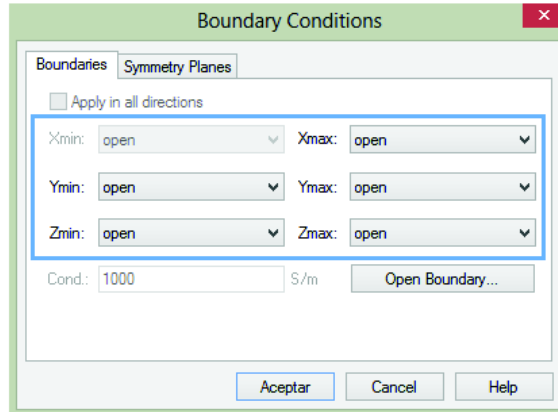 Boundary Conditions
Boundaries Symmetry Planes
Apply in all directions
Xmin: open Xmax: open
Ymin: open Ymax: open
Zmin: open Zmax: open
Cond.: 1000 S/m Open Boundary...
Aceptar Cancel Help